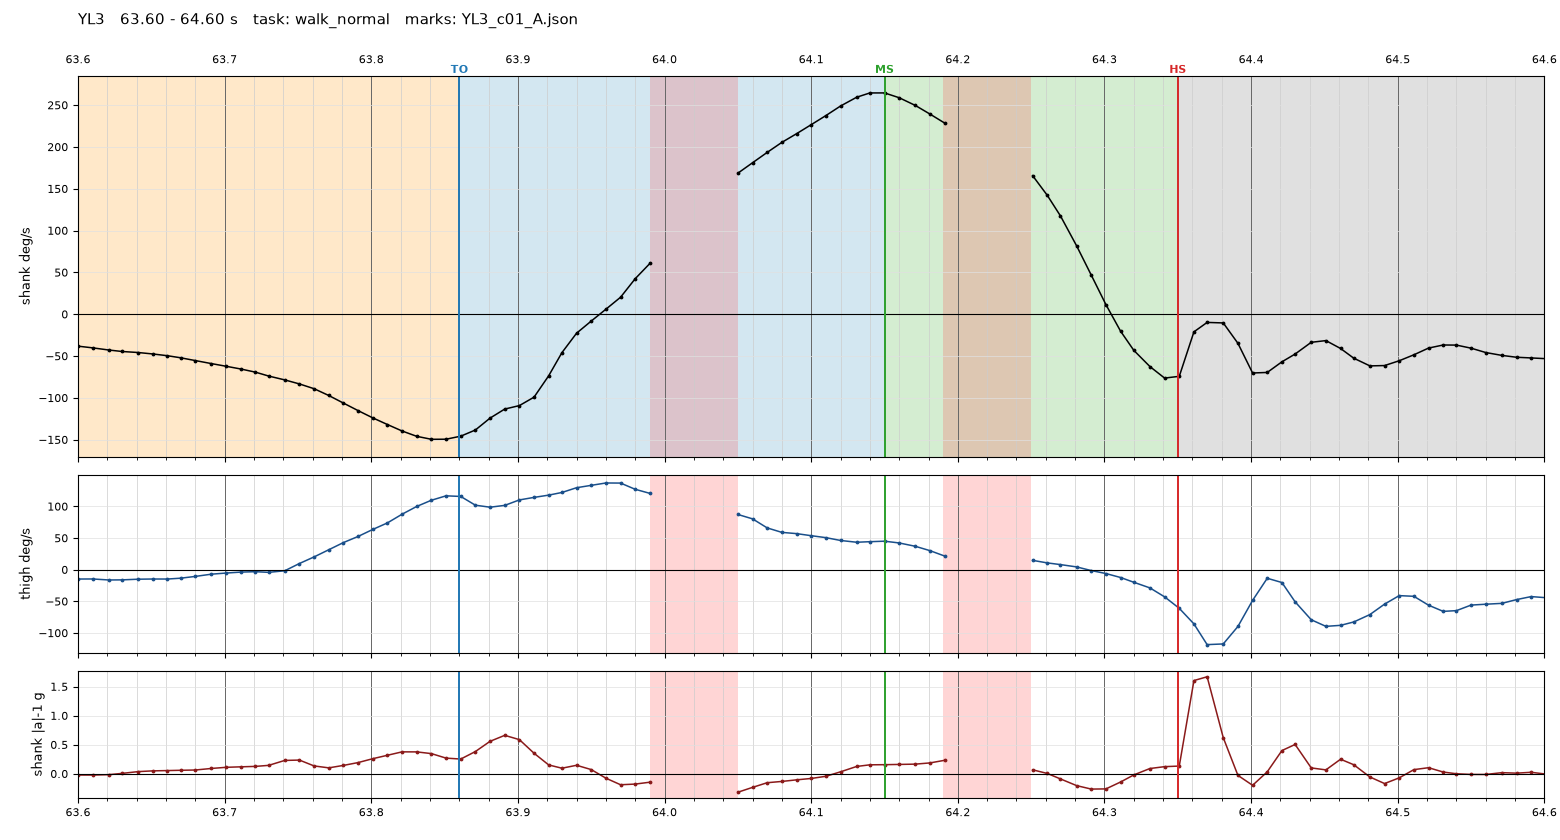 YL3   63.60 - 64.60 s   task: walk_normal   marks: YL3_c01_A.json
63.6 63.7 63.8 63.9 64.0 64.1 64.2 64.3 64.4 64.5 64.6
TO MS HS
shank deg/s
250
200
150
100
50
0
−50
−100
−150
thigh deg/s
100
50
0
−50
−100
shank |a|-1 g
1.5
1.0
0.5
0.0
63.6 63.7 63.8 63.9 64.0 64.1 64.2 64.3 64.4 64.5 64.6